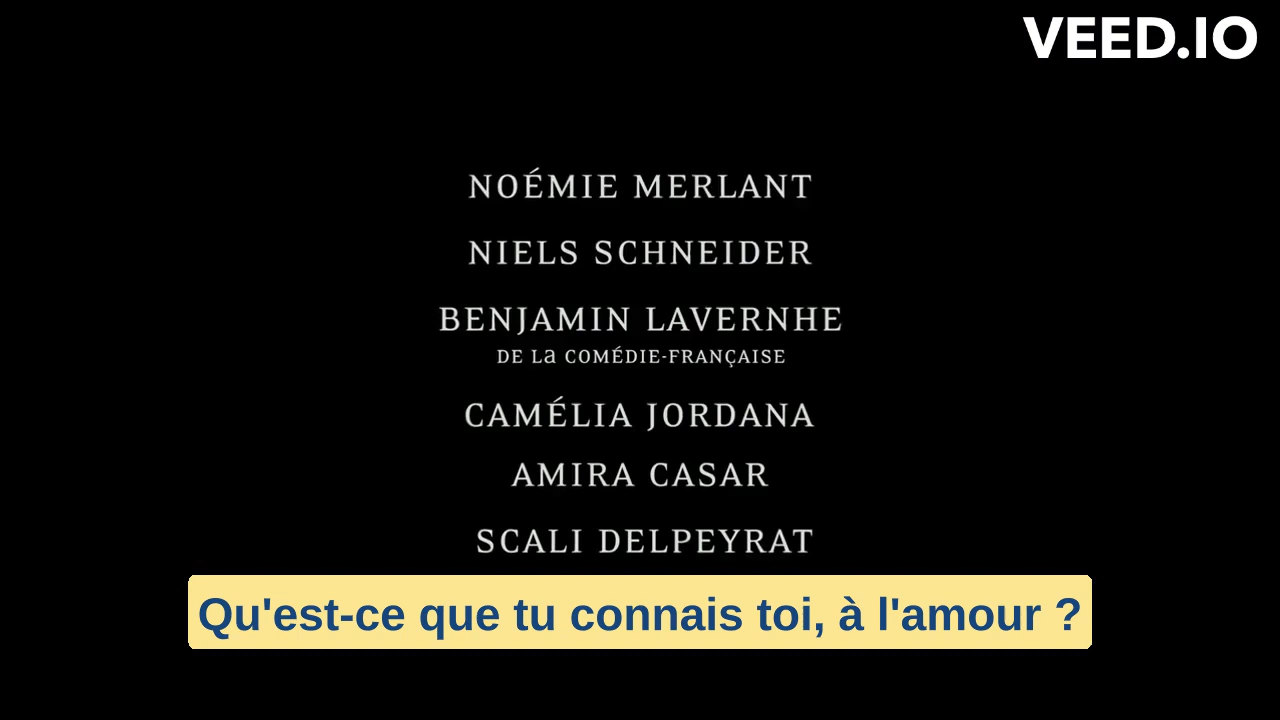 VEED.IO
NOÉMIE MERLANT
NIELS SCHNEIDER
BENJAMIN LAVERNHE
DE La COMÉDIE-FRANÇAISE
CAMÉLIA JORDANA
AMIRA CASAR
SCALI DELPEYRAT
Qu'est-ce que tu connais toi, à l'amour ?